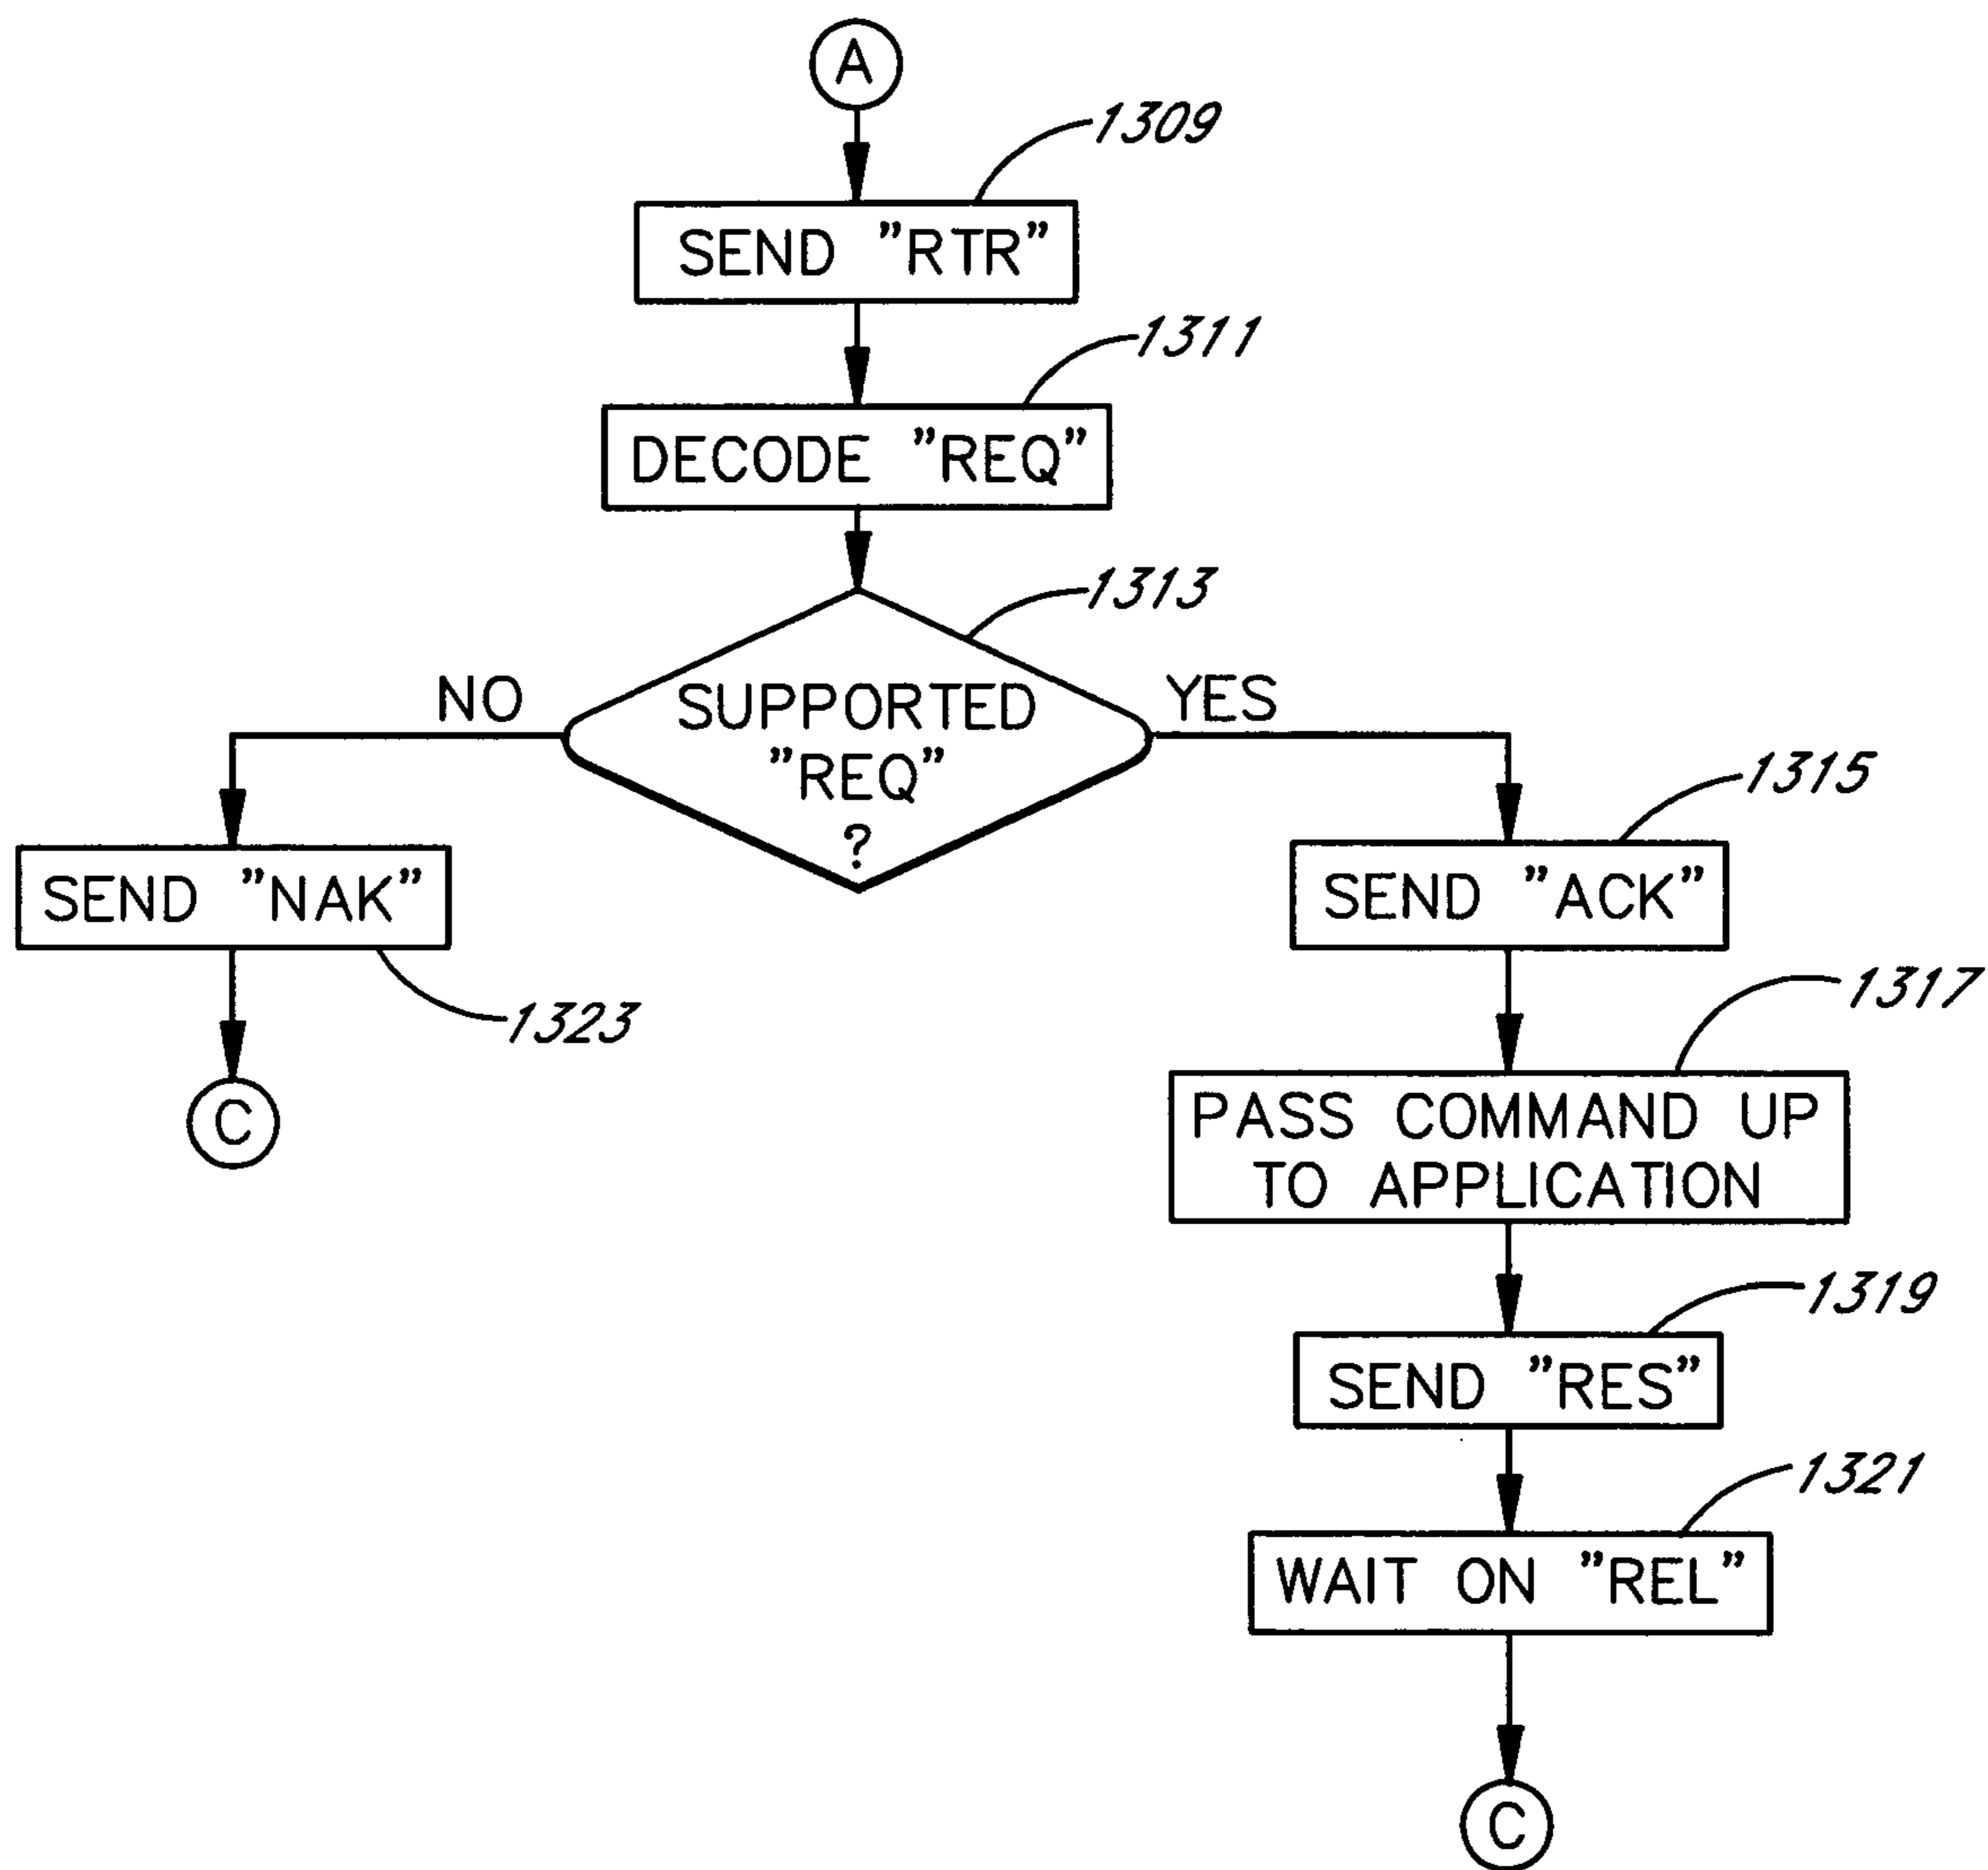 A
1309
SEND "RTR"
1311
DECODE "REQ"
1313
NO
SUPPORTED
"REQ"
?
YES
1315
SEND "NAK"
SEND "ACK"
1323
1317
C
PASS COMMAND UP
TO APPLICATION
1319
SEND "RES"
1321
WAIT ON "REL"
C